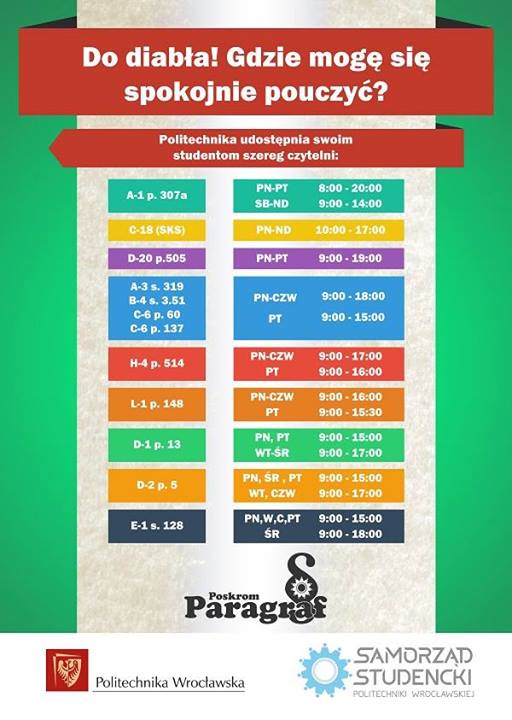 Do diabła! Gdzie mogę się
spokojnie pouczyć?
Politechnika udostępnia swoim
studentom szereg czytelni:
A-1 p. 307a
PN-PT 8:00 - 20:00
SB-ND 9:00 - 14:00
C-18 (SKS) PN-ND 10:00 - 17:00
D-20 p.505 PN-PT 9:00 - 19:00
A-3 s. 319
B-4 s. 3.51
C-6 p. 60
C-6 p. 137
PN-CZW 9:00 - 18:00
PT 9:00 - 15:00
H-4 p. 514
PN-CZW 9:00 - 17:00
PT 9:00 - 16:00
L-1 p. 148
PN-CZW 9:00 - 16:00
PT 9:00 - 15:30
D-1 p. 13
PN, PT 9:00 - 15:00
WT-ŚR 9:00 - 17:00
D-2 p. 5
PN, ŚR , PT 9:00 - 15:00
WT, CZW 9:00 - 17:00
E-1 s. 128
PN,W,C,PT 9:00 - 15:00
ŚR 9:00 - 18:00
Poskrom
Paragraf
Politechnika Wrocławska
SAMORZĄD
STUDENCKI
POLITECHNIKI WROCŁAWSKIEJ